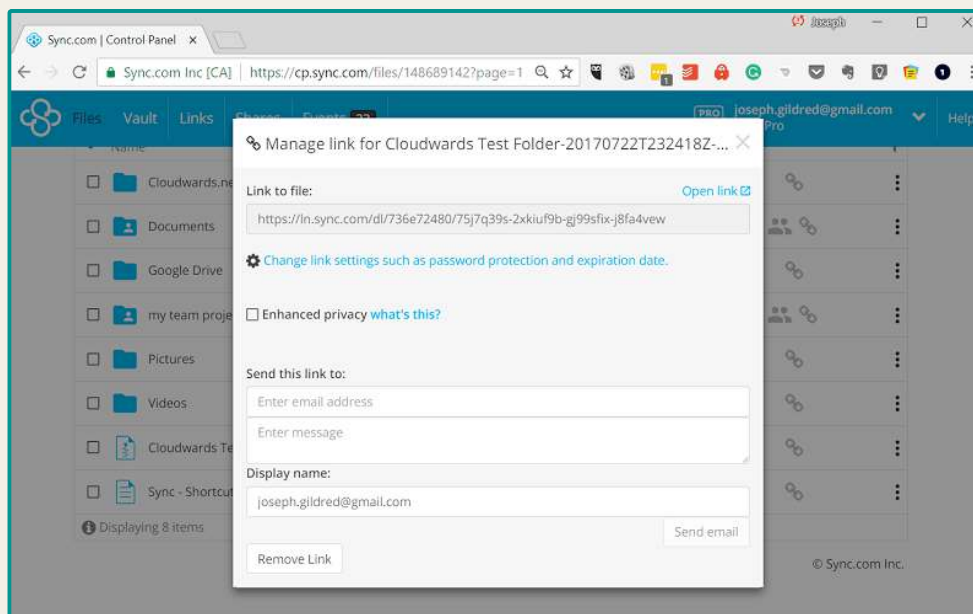 Sync.com | Control Panel
Joseph
Sync.com Inc [CA]
https://cp.sync.com/files/148689142?page=1
1
1
Files Vault Links Shares Events 22
PRO
joseph.gildred@gmail.com
Pro
Help
Name
Manage link for Cloudwards Test Folder-20170722T232418Z-...
Link to file:
Open link
https://ln.sync.com/dl/736e72480/75j7q39s-2xkiuf9b-gj99sfix-j8fa4vew
Change link settings such as password protection and expiration date.
Enhanced privacy what's this?
Send this link to:
Enter email address
Enter message
Display name:
joseph.gildred@gmail.com
Send email
Remove Link
Cloudwards.ne
Documents
Google Drive
my team proje
Pictures
Videos
Cloudwards Te
Sync - Shortcu
Displaying 8 items
© Sync.com Inc.